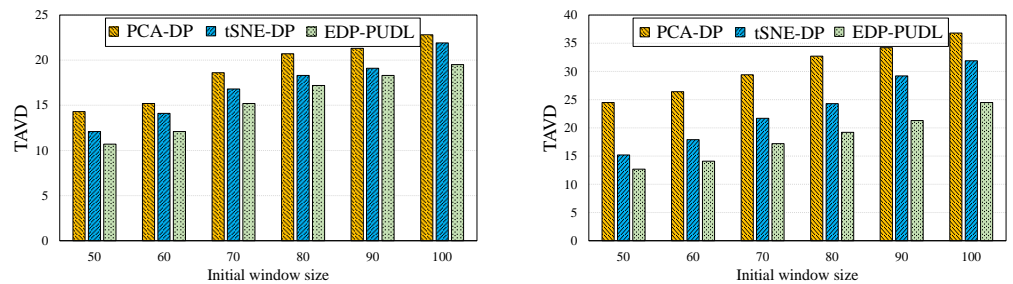 25
20
15
10
5
0
TAVD
PCA-DP tSNE-DP EDP-PUDL
50 60 70 80 90 100
Initial window size
40
35
30
25
20
15
10
5
0
TAVD
PCA-DP tSNE-DP EDP-PUDL
50 60 70 80 90 100
Initial window size